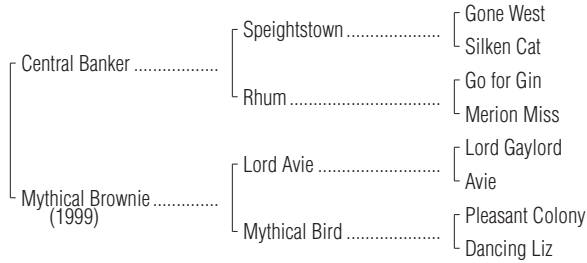 Gone West
Speightstown ....................
Silken Cat
Central Banker .................
Go for Gin
Rhum ................................
Merion Miss
Lord Gaylord
Lord Avie ..........................
Avie
Mythical Brownie .............
(1999)
Pleasant Colony
Mythical Bird ....................
Dancing Liz